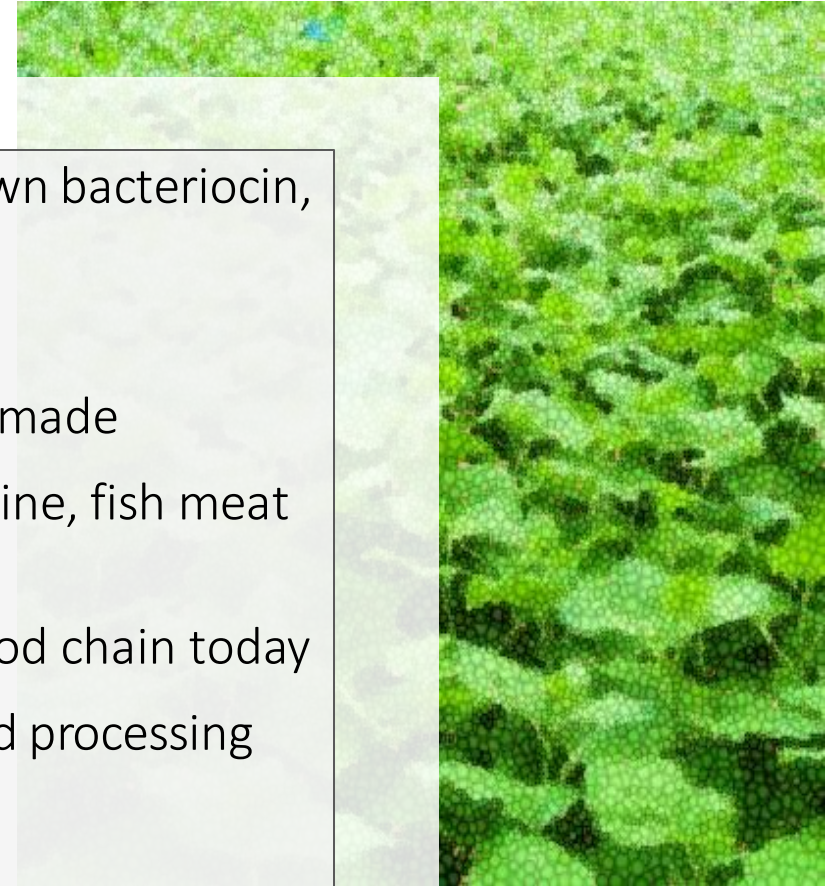 wn bacteriocin,
made
ine, fish meat
od chain today
d processing